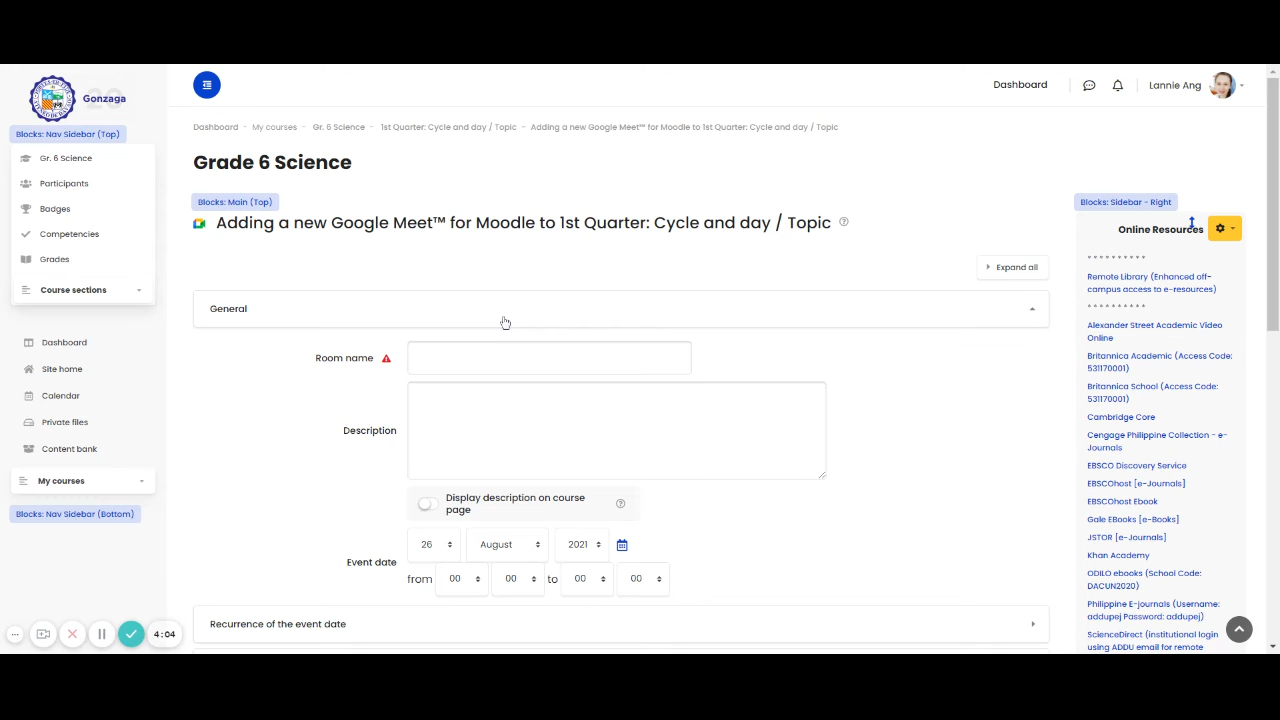 Gonzaga
Blocks: Nav Sidebar (Top)
Gr. 6 Science
Participants
Badges
Competencies
Grades
Course sections
Dashboard
Site home
Calendar
Private files
Content bank
My courses
Blocks: Nav Sidebar (Bottom)
4:04
Dashboard
Lannie Ang
Dashboard - My courses - Gr. 6 Science - 1st Quarter: Cycle and day / Topic - Adding a new Google Meet™ for Moodle to 1st Quarter: Cycle and day / Topic
Grade 6 Science
Blocks: Main (Top)
Adding a new Google Meet™ for Moodle to 1st Quarter: Cycle and day / Topic
Expand all
General
Room name
Description
Display description on course
page
Event date
26 August 2021
from 00 00 to 00 00
Recurrence of the event date
Blocks: Sidebar - Right
Online Resources
* * * * * * * * * *
Remote Library (Enhanced off-
campus access to e-resources)
* * * * * * * * * *
Alexander Street Academic Video
Online
Britannica Academic (Access Code:
531170001)
Britannica School (Access Code:
531170001)
Cambridge Core
Cengage Philippine Collection - e-
Journals
EBSCO Discovery Service
EBSCOhost [e-Journals]
EBSCOhost Ebook
Gale EBooks [e-Books]
JSTOR [e-Journals]
Khan Academy
ODILO ebooks (School Code:
DACUN2020)
Philippine E-journals (Username:
addupej Password: addupej)
ScienceDirect (institutional login
using ADDU email for remote